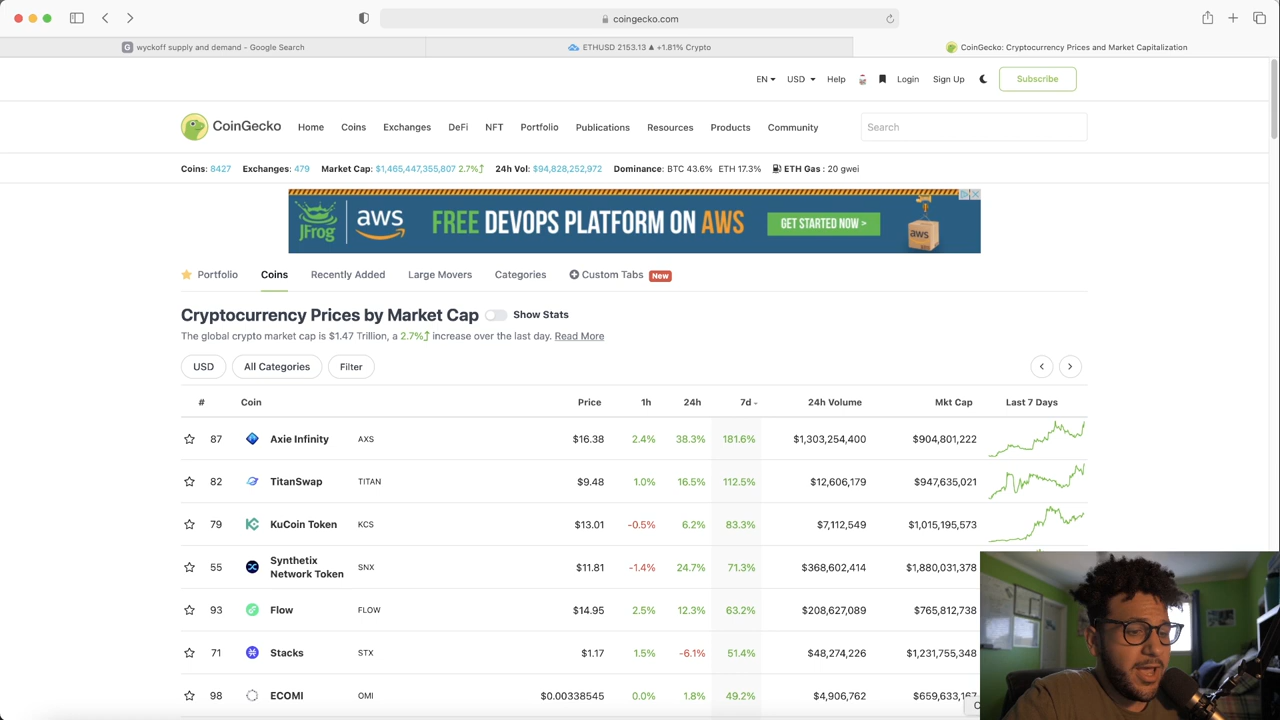 wyckoff supply and demand - Google Search
ETHUSD 2153.13 ▲ +1.81% Crypto
coingecko.com
CoinGecko: Cryptocurrency Prices and Market Capitalization
EN USD Help Login Sign Up Subscribe
CoinGecko Home Coins Exchanges DeFi NFT Portfolio Publications Resources Products Community Search
Coins: 8427 Exchanges: 479 Market Cap: $1,465,447,355,807 2.7% 24h Vol: $94,828,252,972 Dominance: BTC 43.6% ETH 17.3% ETH Gas : 20 gwei
JFrog aws FREE DEVOPS PLATFORM ON AWS GET STARTED NOW > aws
Portfolio Coins Recently Added Large Movers Categories Custom Tabs New
Cryptocurrency Prices by Market Cap Show Stats
The global crypto market cap is $1.47 Trillion, a 2.7% increase over the last day. Read More
USD All Categories Filter
# Coin Price 1h 24h 7d 24h Volume Mkt Cap Last 7 Days
87 Axie Infinity AXS $16.38 2.4% 38.3% 181.6% $1,303,254,400 $904,801,222
82 TitanSwap TITAN $9.48 1.0% 16.5% 112.5% $12,606,179 $947,635,021
79 KuCoin Token KCS $13.01 -0.5% 6.2% 83.3% $7,112,549 $1,015,195,573
55 Synthetix Network Token SNX $11.81 -1.4% 24.7% 71.3% $368,602,414 $1,880,031,378
93 Flow FLOW $14.95 2.5% 12.3% 63.2% $208,627,089 $765,812,738
71 Stacks STX $1.17 1.5% -6.1% 51.4% $48,274,226 $1,231,755,348
98 ECOMI OMI $0.00338545 0.0% 1.8% 49.2% $4,906,762